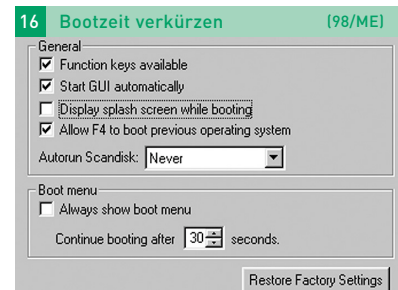 16 Bootzeit verkürzen (98/ME)
General
Function keys available
Start GUI automatically
Display splash screen while booting
Allow F4 to boot previous operating system
Autorun Scandisk: Never
Boot menu
Always show boot menu
Continue booting after 30 seconds.
Restore Factory Settings